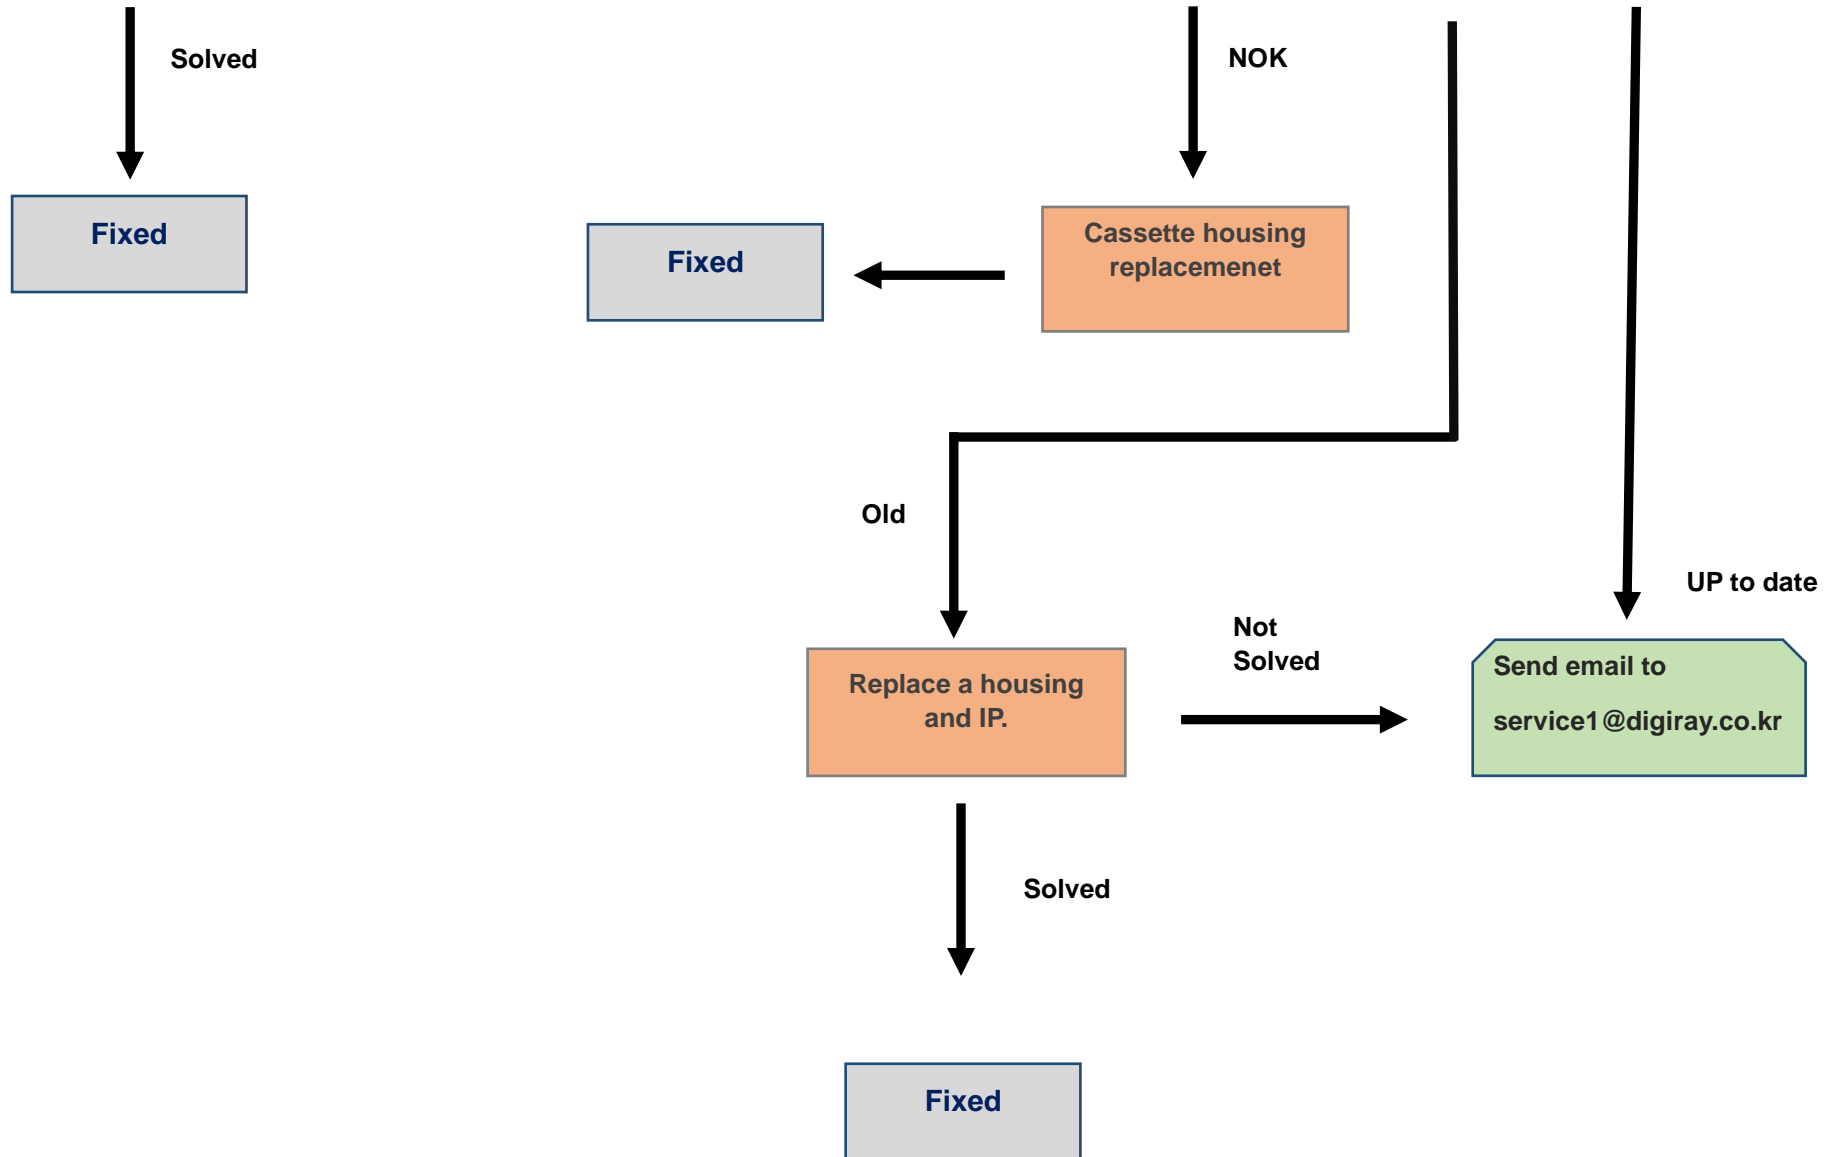 Solved
NOK
Fixed
Fixed
Cassette housing
replacemenet
Old
UP to date
Not
Solved
Replace a housing
and IP.
Send email to
service1@digiray.co.kr
Solved
Fixed